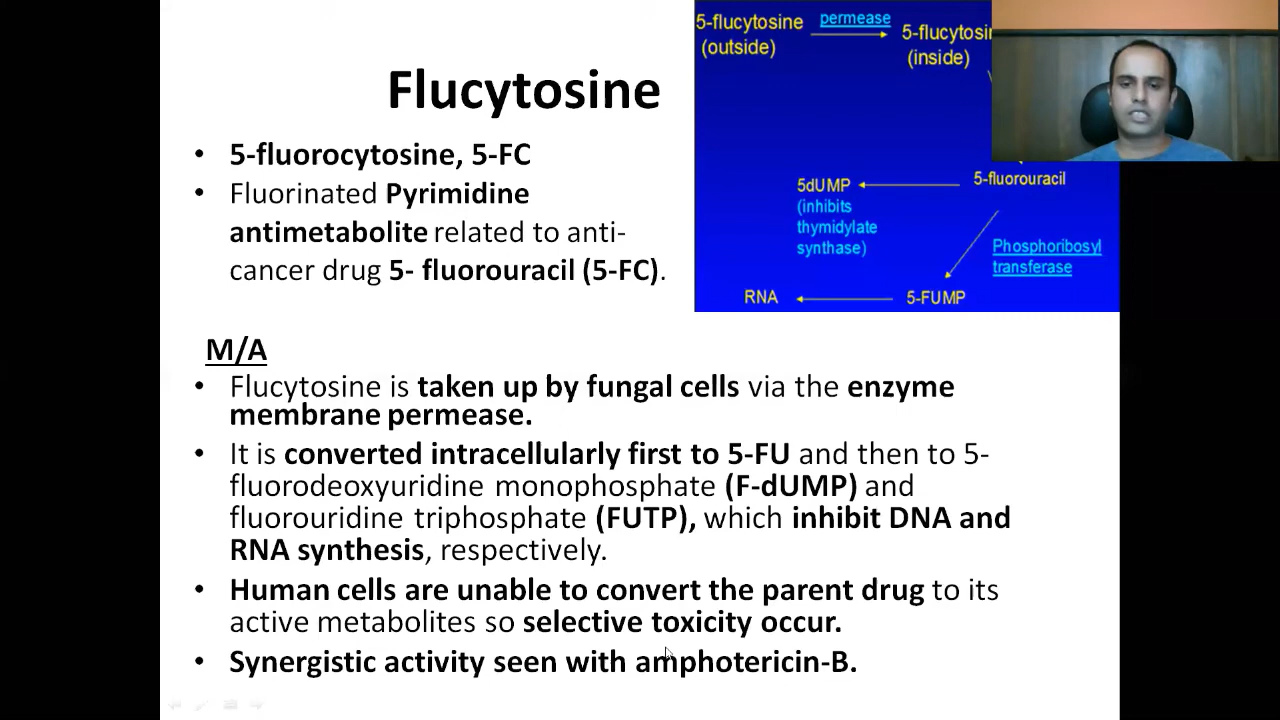 Flucytosine
• 5-fluorocytosine, 5-FC
• Fluorinated Pyrimidine
antimetabolite related to anti-
cancer drug 5- fluorouracil (5-FC).
5-flucytosine
(outside)
permease
(inside)
5-fluorouracil
5dUMP
(inhibits
thymidylate
synthase)
Phosphoribosyl
transferase
RNA
5-FUMP
M/A
• Flucytosine is taken up by fungal cells via the enzyme
membrane permease.
• It is converted intracellularly first to 5-FU and then to 5-
fluorodeoxyuridine monophosphate (F-dUMP) and
fluorouridine triphosphate (FUTP), which inhibit DNA and
RNA synthesis, respectively.
• Human cells are unable to convert the parent drug to its
active metabolites so selective toxicity occur.
• Synergistic activity seen with amphotericin-B.